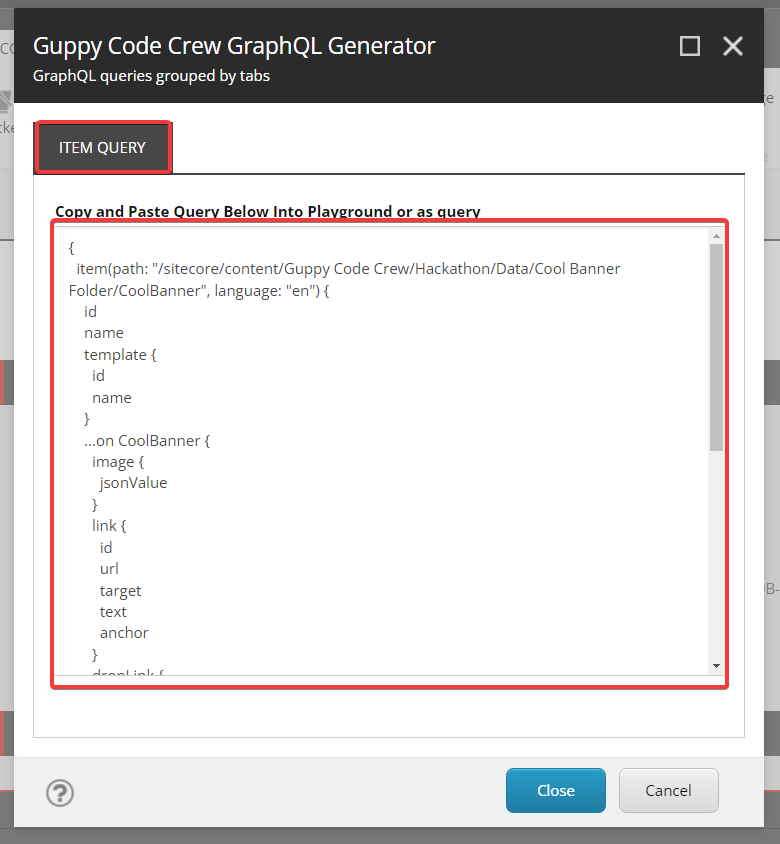 Guppy Code Crew GraphQL Generator
GraphQL queries grouped by tabs
ITEM QUERY
Copy and Paste Query Below Into Playground or as query
{
item(path: "/sitecore/content/Guppy Code Crew/Hackathon/Data/Cool Banner
Folder/CoolBanner", language: "en") {
id
name
template {
id
name
}
...on CoolBanner {
image {
jsonValue
}
link {
id
url
target
text
anchor
}
dropLink {
Close
Cancel